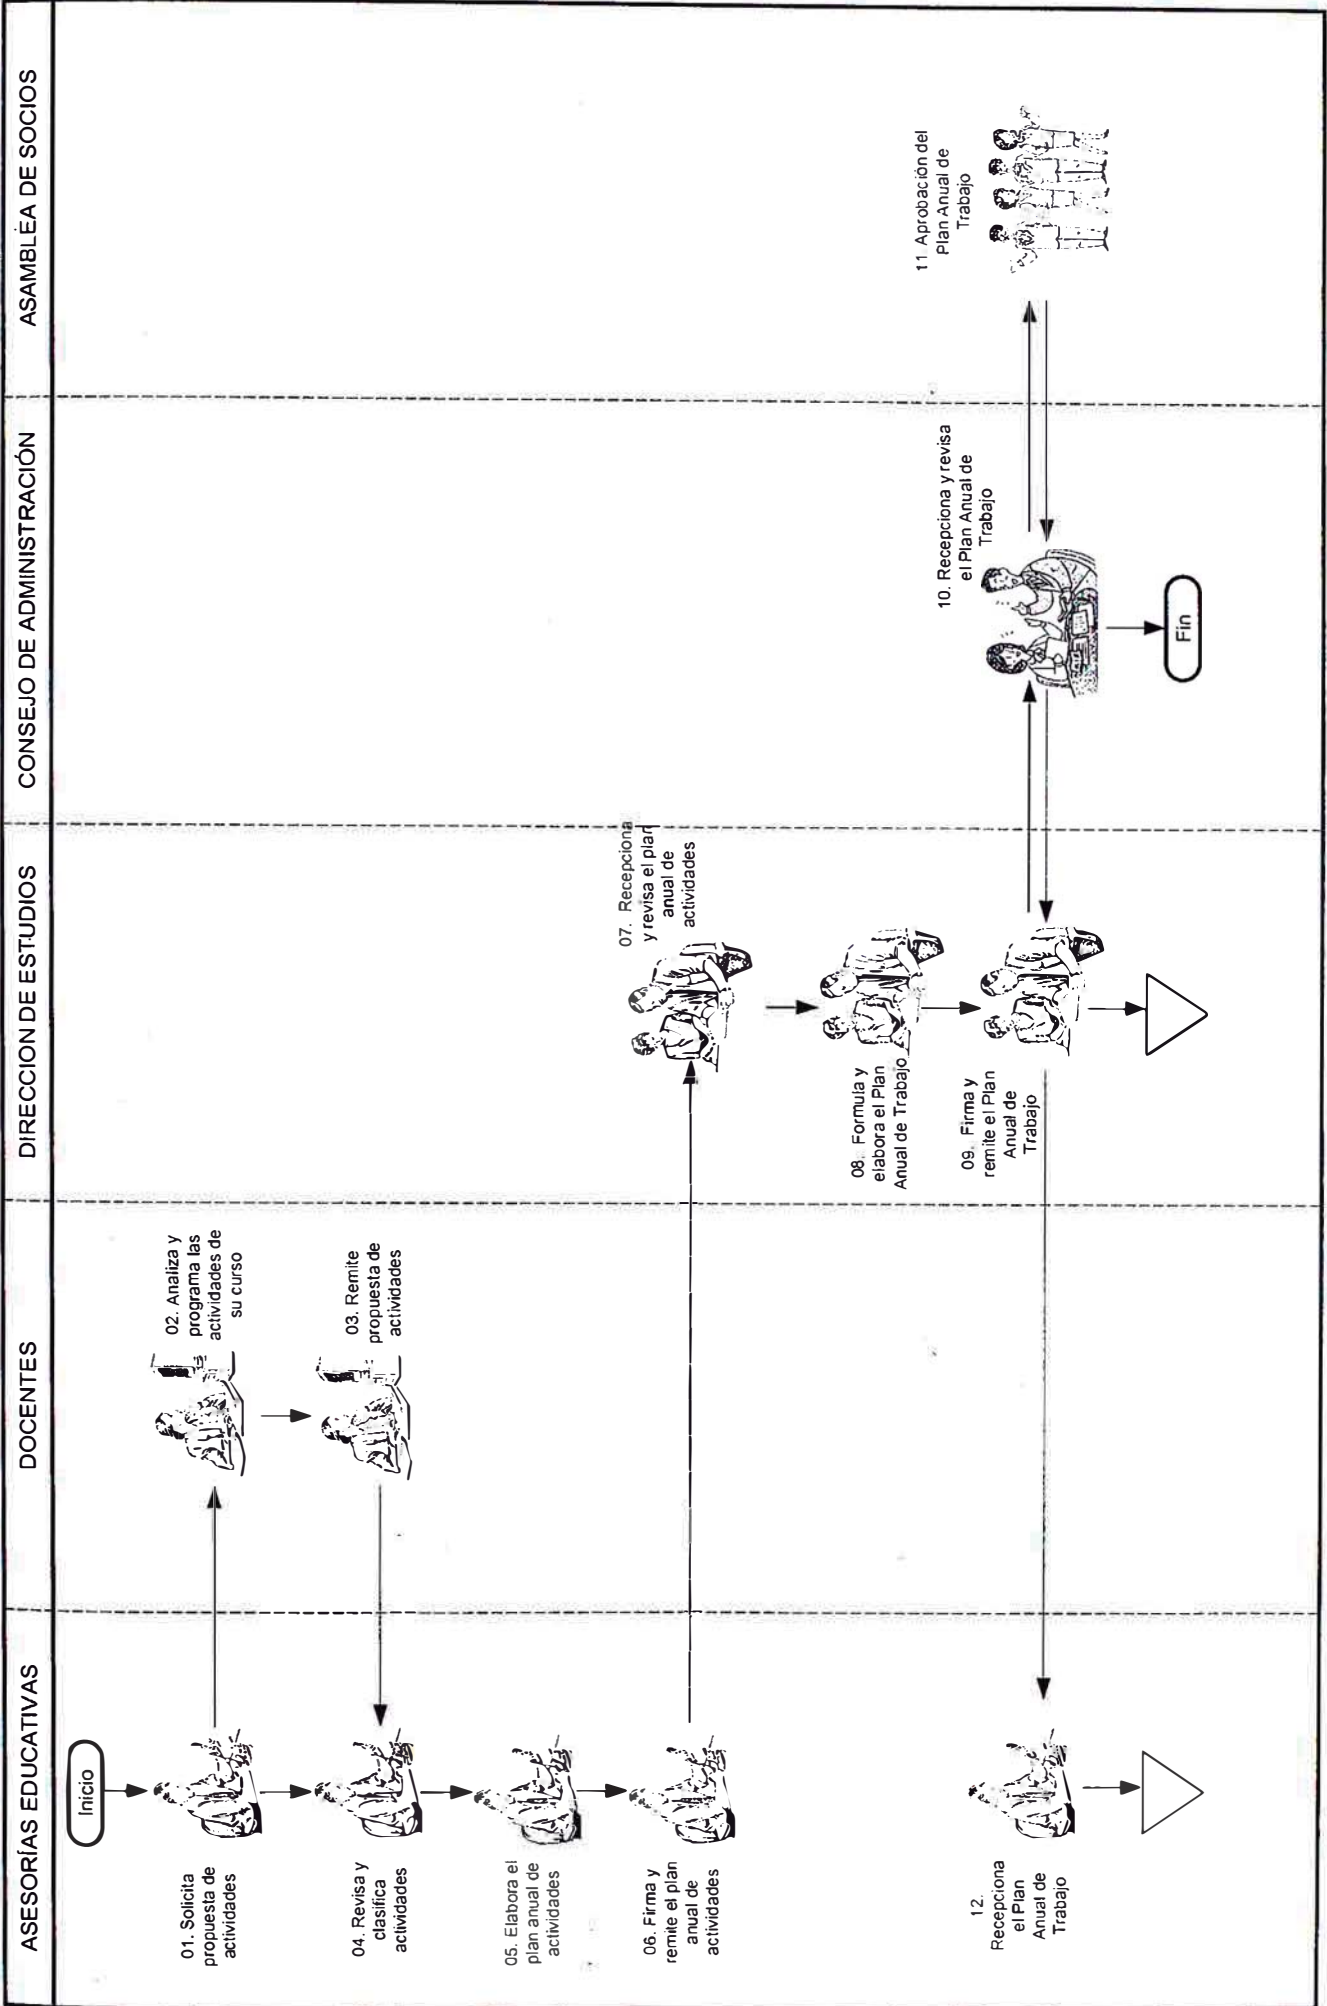 ASESORÍAS EDUCATIVAS
DOCENTES
DIRECCION DE ESTUDIOS
CONSEJO DE ADMINISTRACIÓN
ASAMBLEA DE SOCIOS
Inicio
01. Solicita
propuesta de
actividades
02. Analiza y
programa las
actividades de
su curso
03. Remite
propuesta de
actividades
04. Revisa y
clasifica
actividades
05. Elabora el
plan anual de
actividades
06. Firma y
remite el plan
anual de
actividades
07. Recepciona
y revisa el plan
anual de
actividades
08. Formula y
elabora el Plan
Anual de Trabajo
09. Firma y
remite el Plan
Anual de
Trabajo
10. Recepciona y revisa
el Plan Anual de
Trabajo
11. Aprobación del
Plan Anual de
Trabajo
12.
Recepciona
el Plan
Anual de
Trabajo
Fin